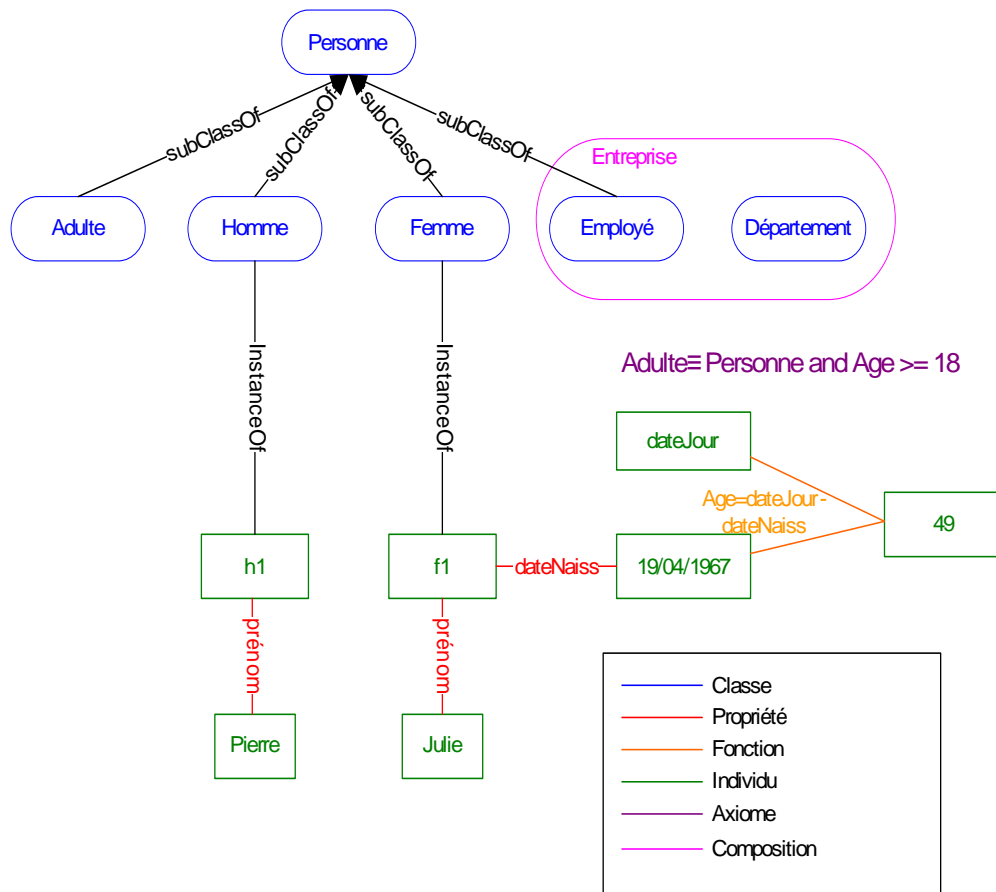 Personne
subClassOf
subClassOf
subClassOf
subClassOf
Entreprise
Adulte
Homme
Femme
Employé
Département
InstanceOf
InstanceOf
Adulte≡ Personne and Age >= 18
dateJour
Age=dateJour-
dateNaiss
49
h1
f1
dateNaiss
19/04/1967
prénom
prénom
Pierre
Julie
Classe
Propriété
Fonction
Individu
Axiome
Composition